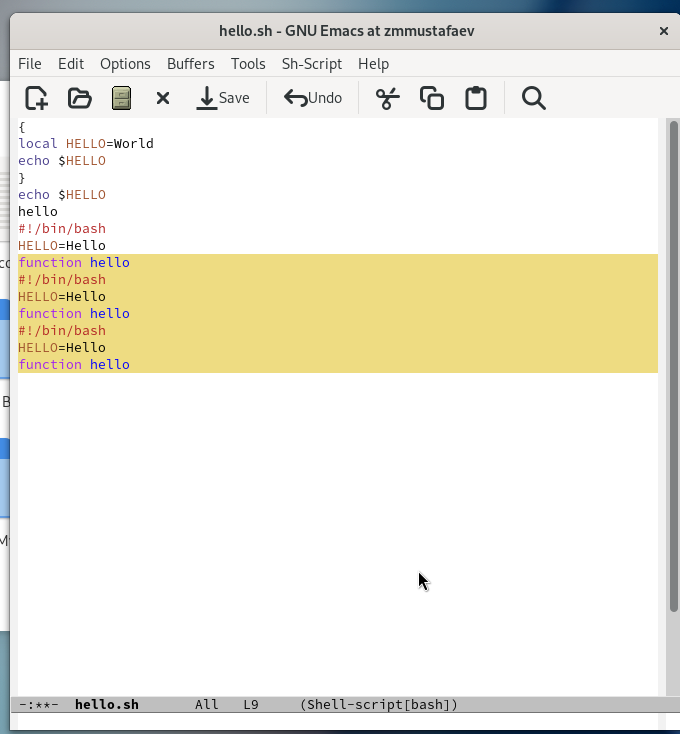 hello.sh - GNU Emacs at zmmustafaev
File Edit Options Buffers Tools Sh-Script Help
Save Undo
{
local HELLO=World
echo $HELLO
}
echo $HELLO
hello
#!/bin/bash
HELLO=Hello
function hello
#!/bin/bash
HELLO=Hello
function hello
#!/bin/bash
HELLO=Hello
function hello
-:**- hello.sh All L9 (Shell-script[bash])